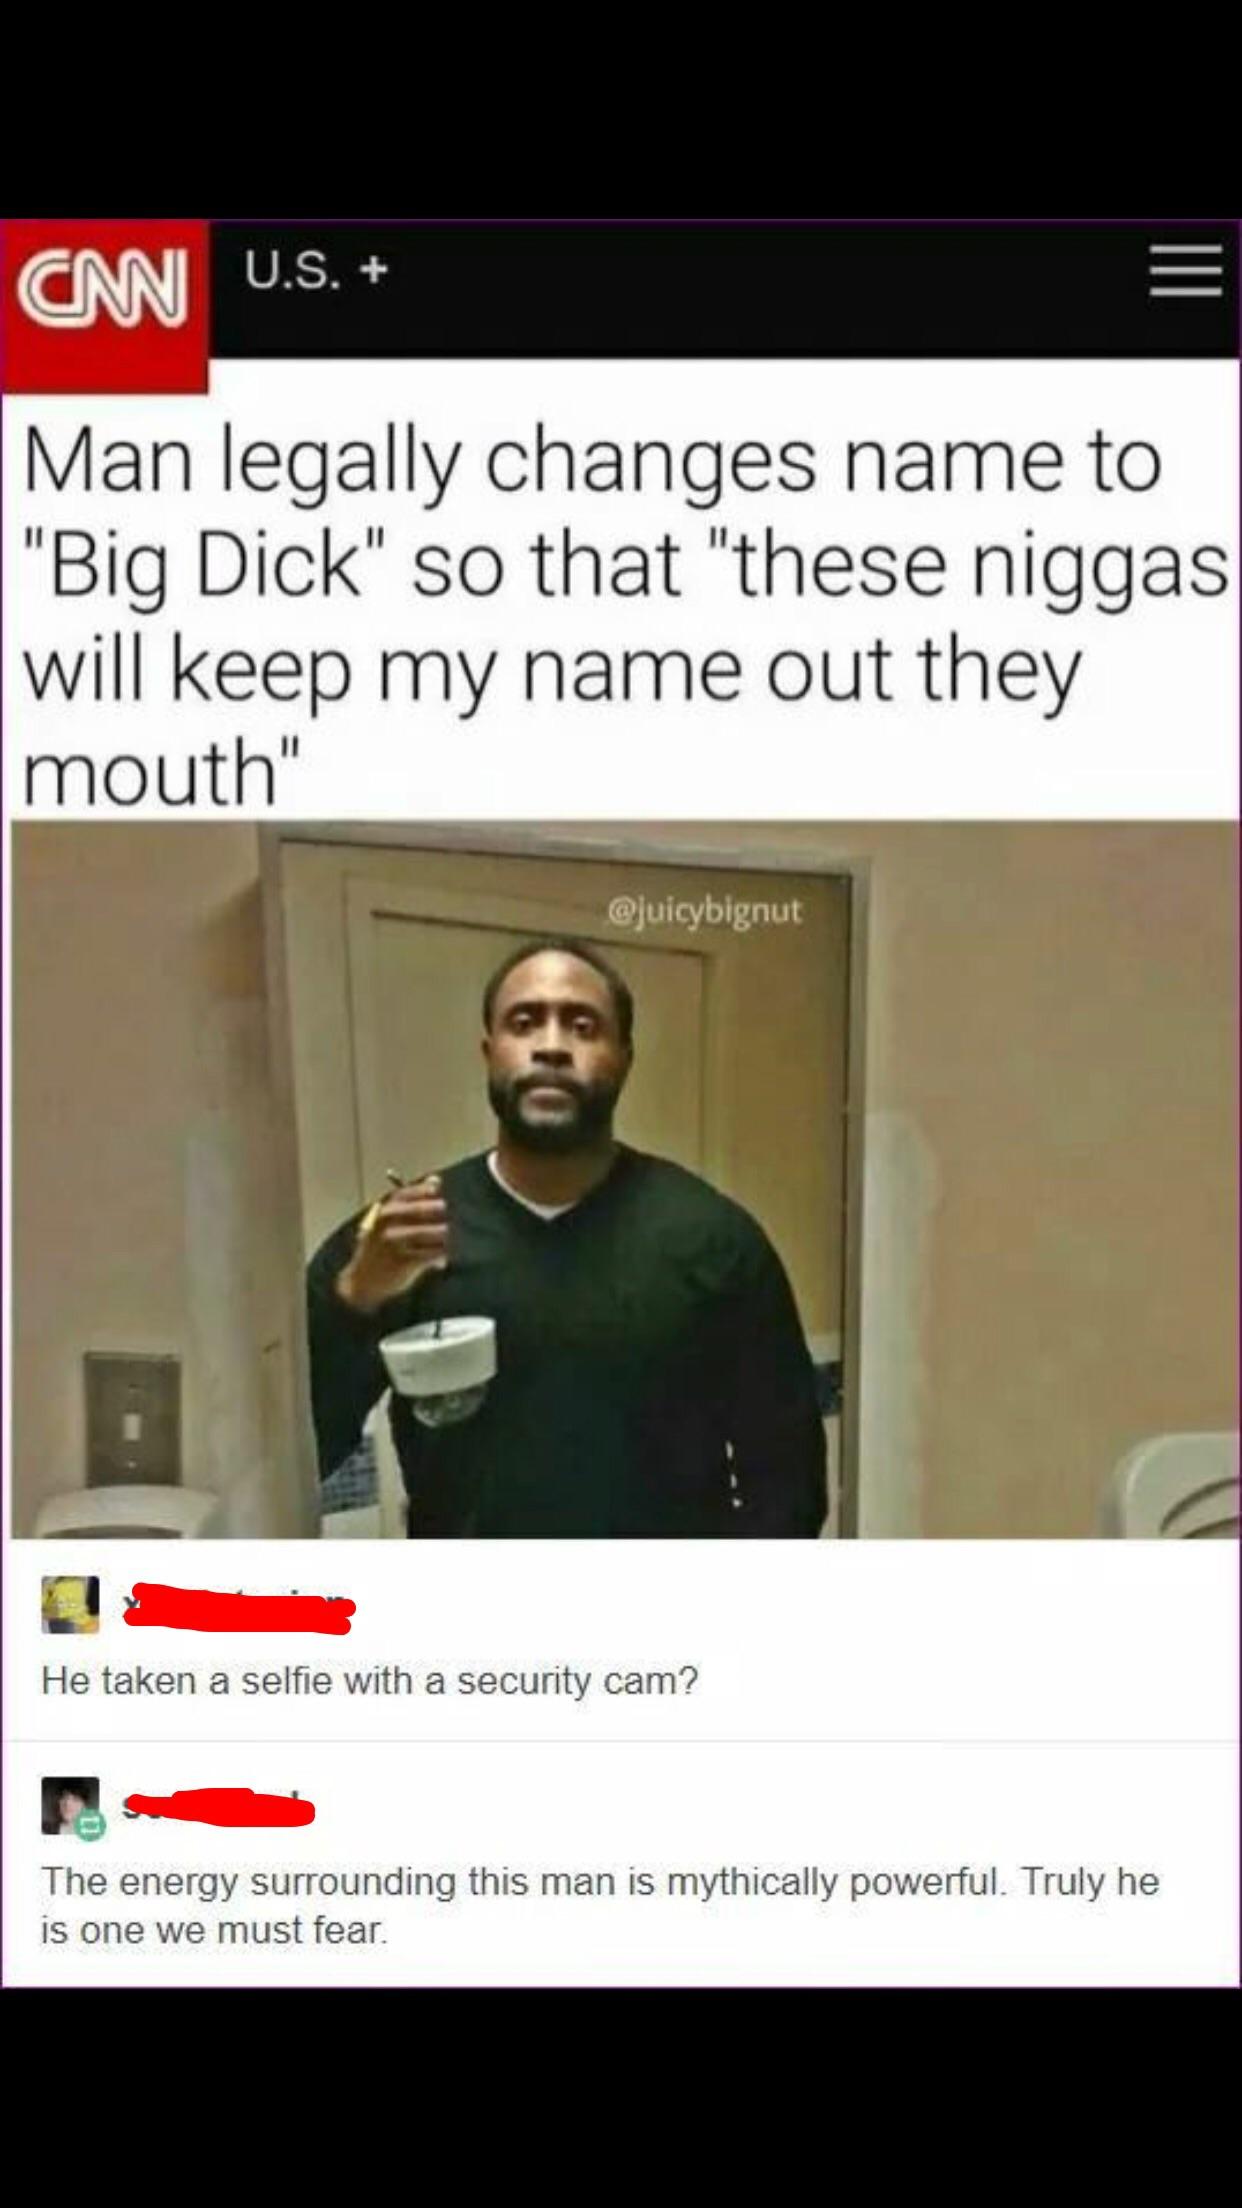 CNN
U.S. +
Man legally changes name to
"Big Dick" so that "these niggas
will keep my name out they
mouth"
@juicybignut
He taken a selfie with a security cam?
The energy surrounding this man is mythically powerful. Truly he
is one we must fear.